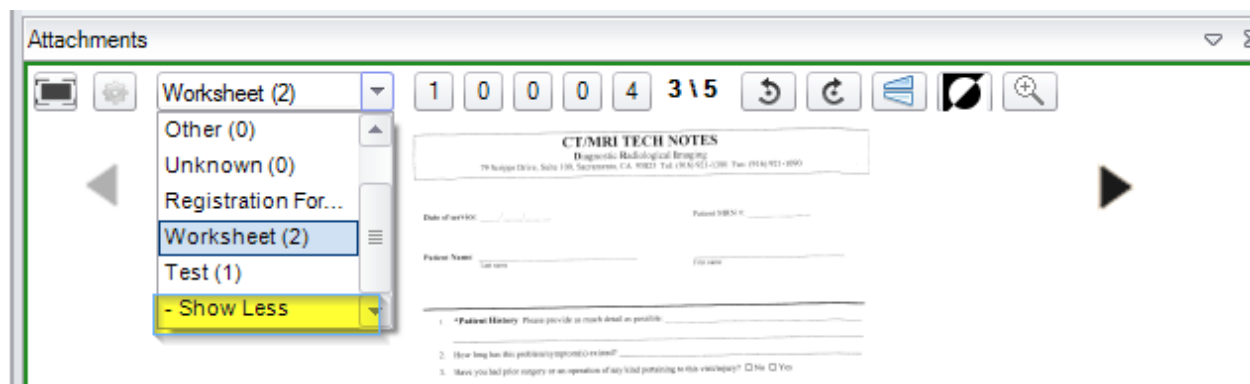 Attachments
Worksheet (2)
1 0 0 0 4 3 \ 5
Other (0)
Unknown (0)
Registration For...
Worksheet (2)
Test (1)
- Show Less
CT/MRI TECH NOTES
Diagnostic Radiological Imaging
Date of service:
Patient MRN #:
Patient Name:
Last name
First name
1. *Patient History Please provide as much detail as possible:
2. How long has this problem/symptom(s) existed?
3. Have you had prior surgery or an operation of any kind pertaining to this visit/injury? No Yes